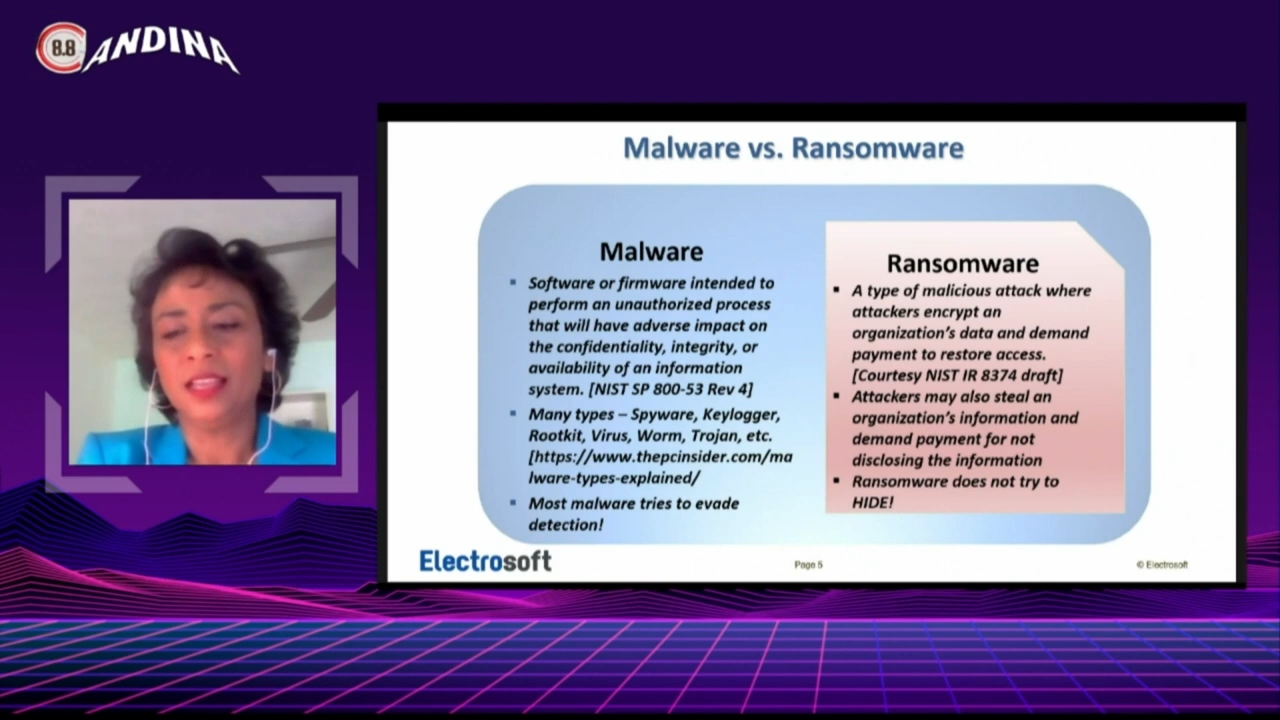 8.8 ANDINA
Malware vs. Ransomware
Malware
▪ Software or firmware intended to
perform an unauthorized process
that will have adverse impact on
the confidentiality, integrity, or
availability of an information
system. [NIST SP 800-53 Rev 4]
▪ Many types – Spyware, Keylogger,
Rootkit, Virus, Worm, Trojan, etc.
[https://www.thepcinsider.com/ma
lware-types-explained/
▪ Most malware tries to evade
detection!
Ransomware
▪ A type of malicious attack where
attackers encrypt an
organization’s data and demand
payment to restore access.
[Courtesy NIST IR 8374 draft]
▪ Attackers may also steal an
organization’s information and
demand payment for not
disclosing the information
▪ Ransomware does not try to
HIDE!
Electrosoft
Page 5
© Electrosoft